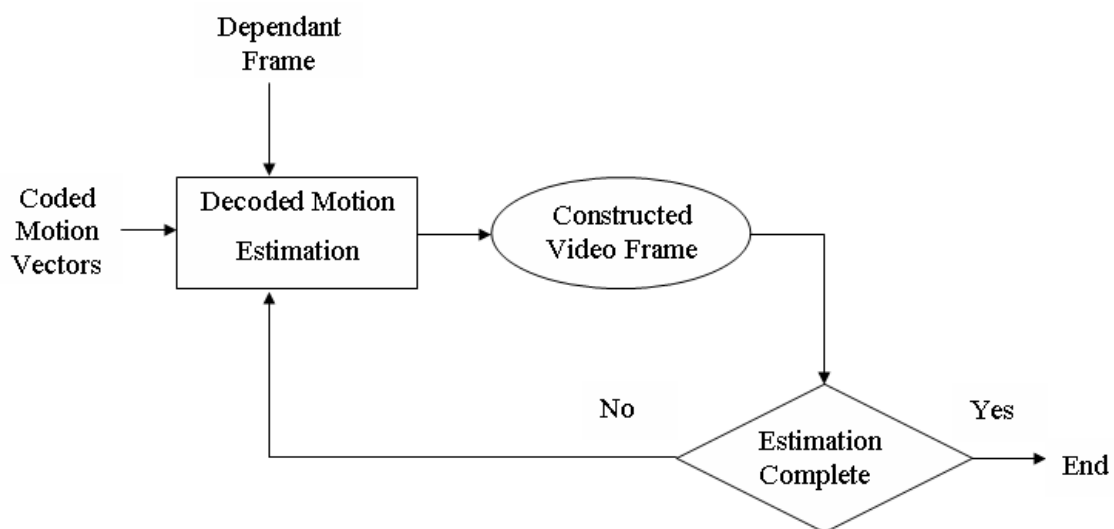 Dependant
Frame
Coded
Motion
Vectors
Decoded Motion
Estimation
Constructed
Video Frame
No
Yes
Estimation
Complete
End